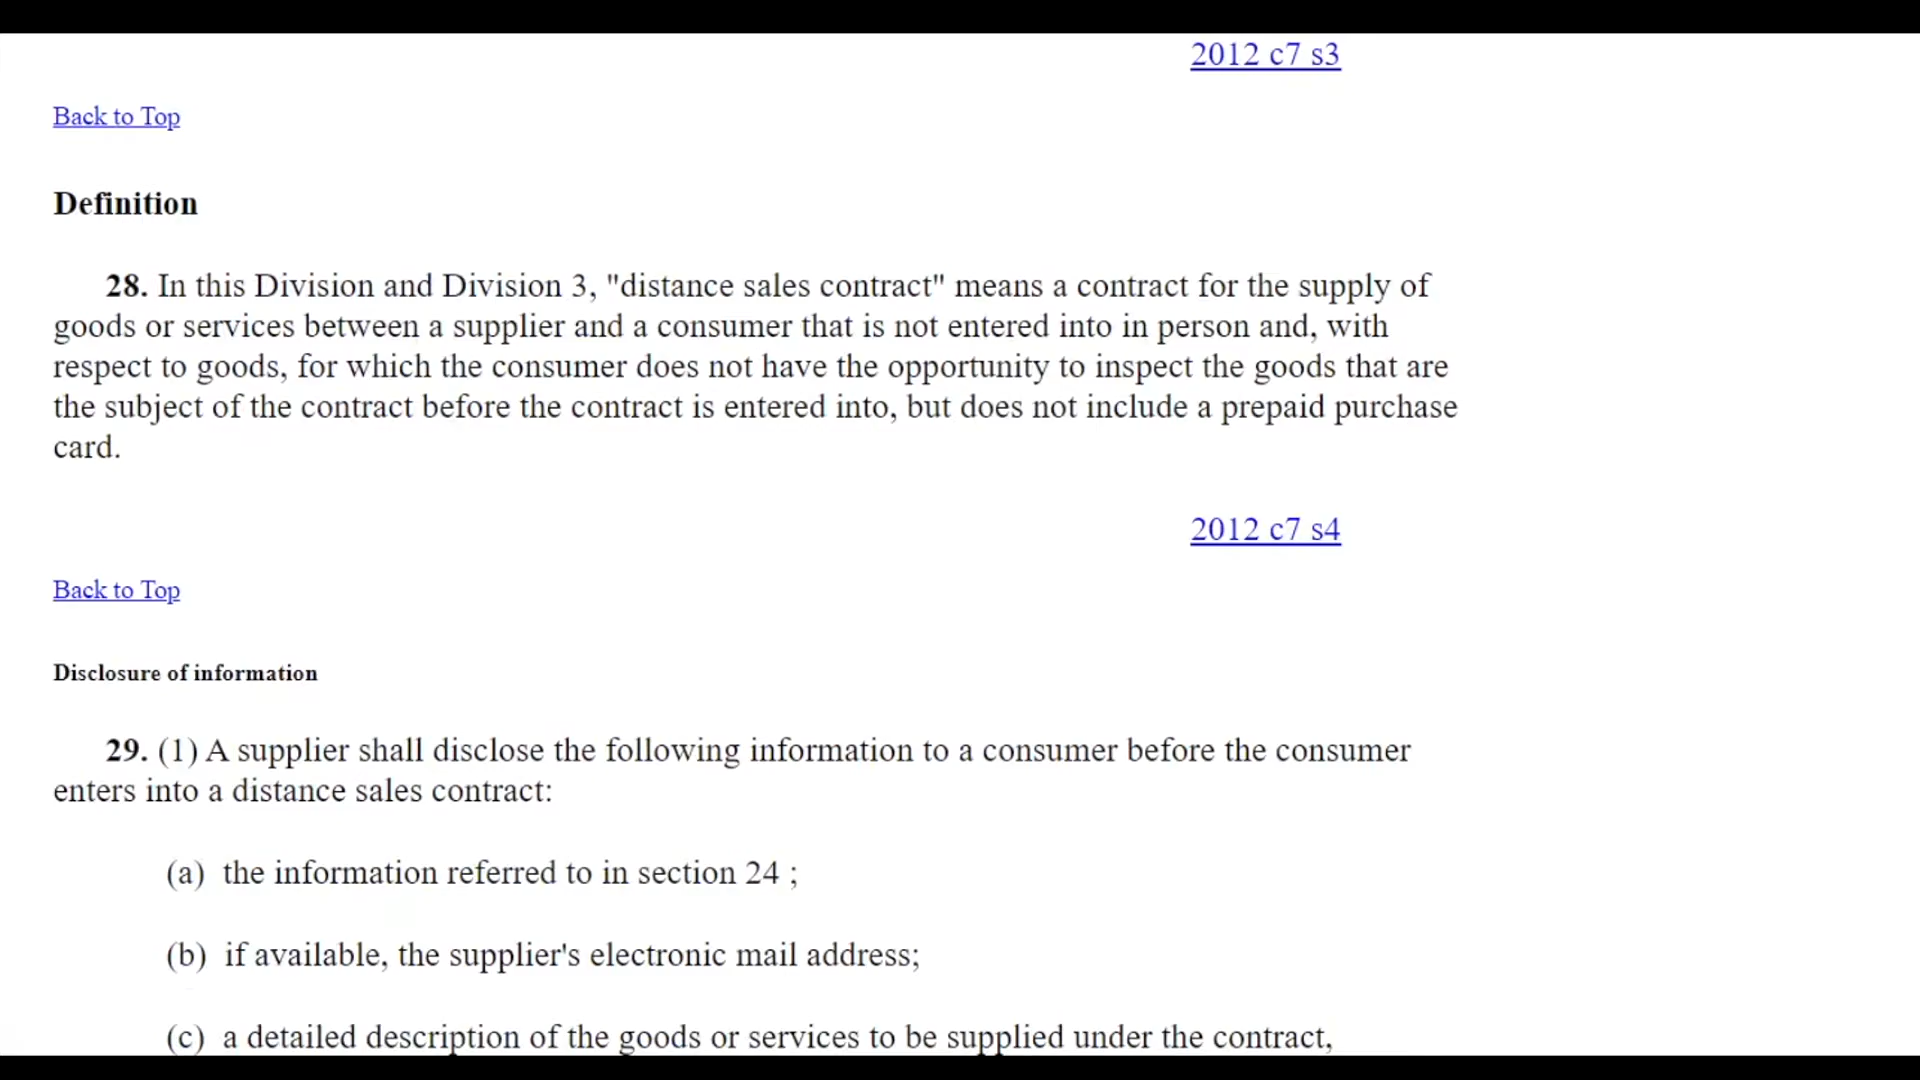 2012 c7 s3
Back to Top
Definition
28. In this Division and Division 3, "distance sales contract" means a contract for the supply of
goods or services between a supplier and a consumer that is not entered into in person and, with
respect to goods, for which the consumer does not have the opportunity to inspect the goods that are
the subject of the contract before the contract is entered into, but does not include a prepaid purchase
card.
2012 c7 s4
Back to Top
Disclosure of information
29. (1) A supplier shall disclose the following information to a consumer before the consumer
enters into a distance sales contract:
(a) the information referred to in section 24 ;
(b) if available, the supplier's electronic mail address;
(c) a detailed description of the goods or services to be supplied under the contract,